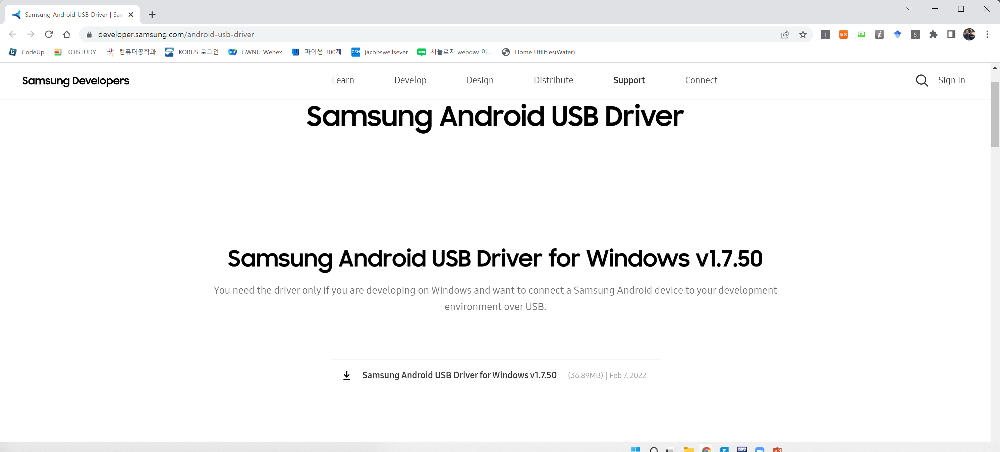 Samsung Android USB Driver | San
developer.samsung.com/android-usb-driver
I EX N i S
CodeUp KOISTUDY 컴퓨터공학과 KORUS 로그인 GWNU Webex 파이썬 300제 DSM jacobswellsever blog 시놀로지 webdav 이... Home Utilities(Water)
Samsung Developers Learn Develop Design Distribute Support Connect Sign In
Samsung Android USB Driver
Samsung Android USB Driver for Windows v1.7.50
You need the driver only if you are developing on Windows and want to connect a Samsung Android device to your development
environment over USB.
Samsung Android USB Driver for Windows v1.7.50 (36.89MB) | Feb 7, 2022
DEV